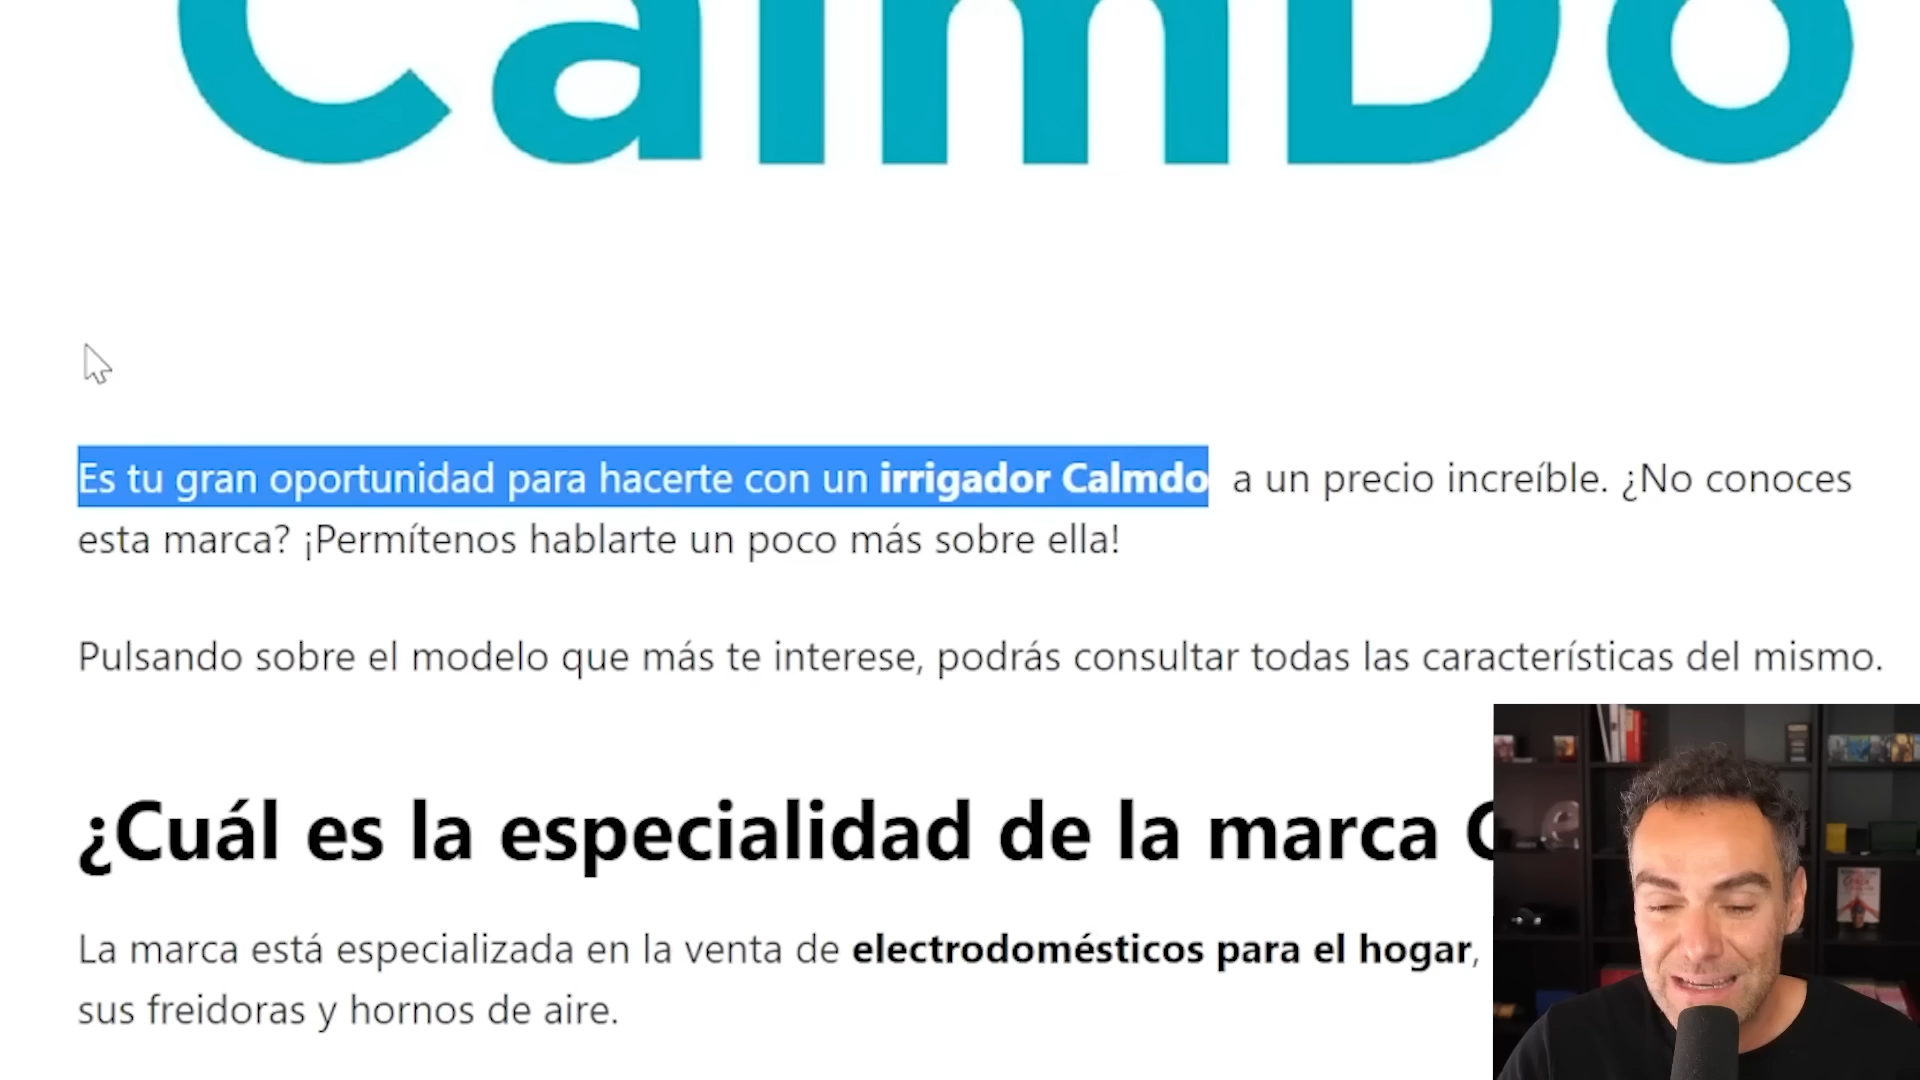 CalmDo
Es tu gran oportunidad para hacerte con un irrigador Calmdo a un precio increíble. ¿No conoces
esta marca? ¡Permítenos hablarte un poco más sobre ella!
Pulsando sobre el modelo que más te interese, podrás consultar todas las características del mismo.
¿Cuál es la especialidad de la marca
La marca está especializada en la venta de electrodomésticos para el hogar,
sus freidoras y hornos de aire.